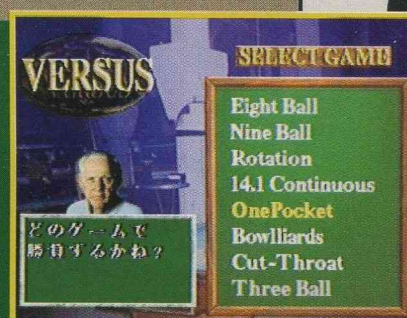 VERSUS
SELECT GAME
Eight Ball
Nine Ball
Rotation
14.1 Continuous
OnePocket
Bowlliards
Cut-Throat
Three Ball
どのゲームで
勝負するかね?